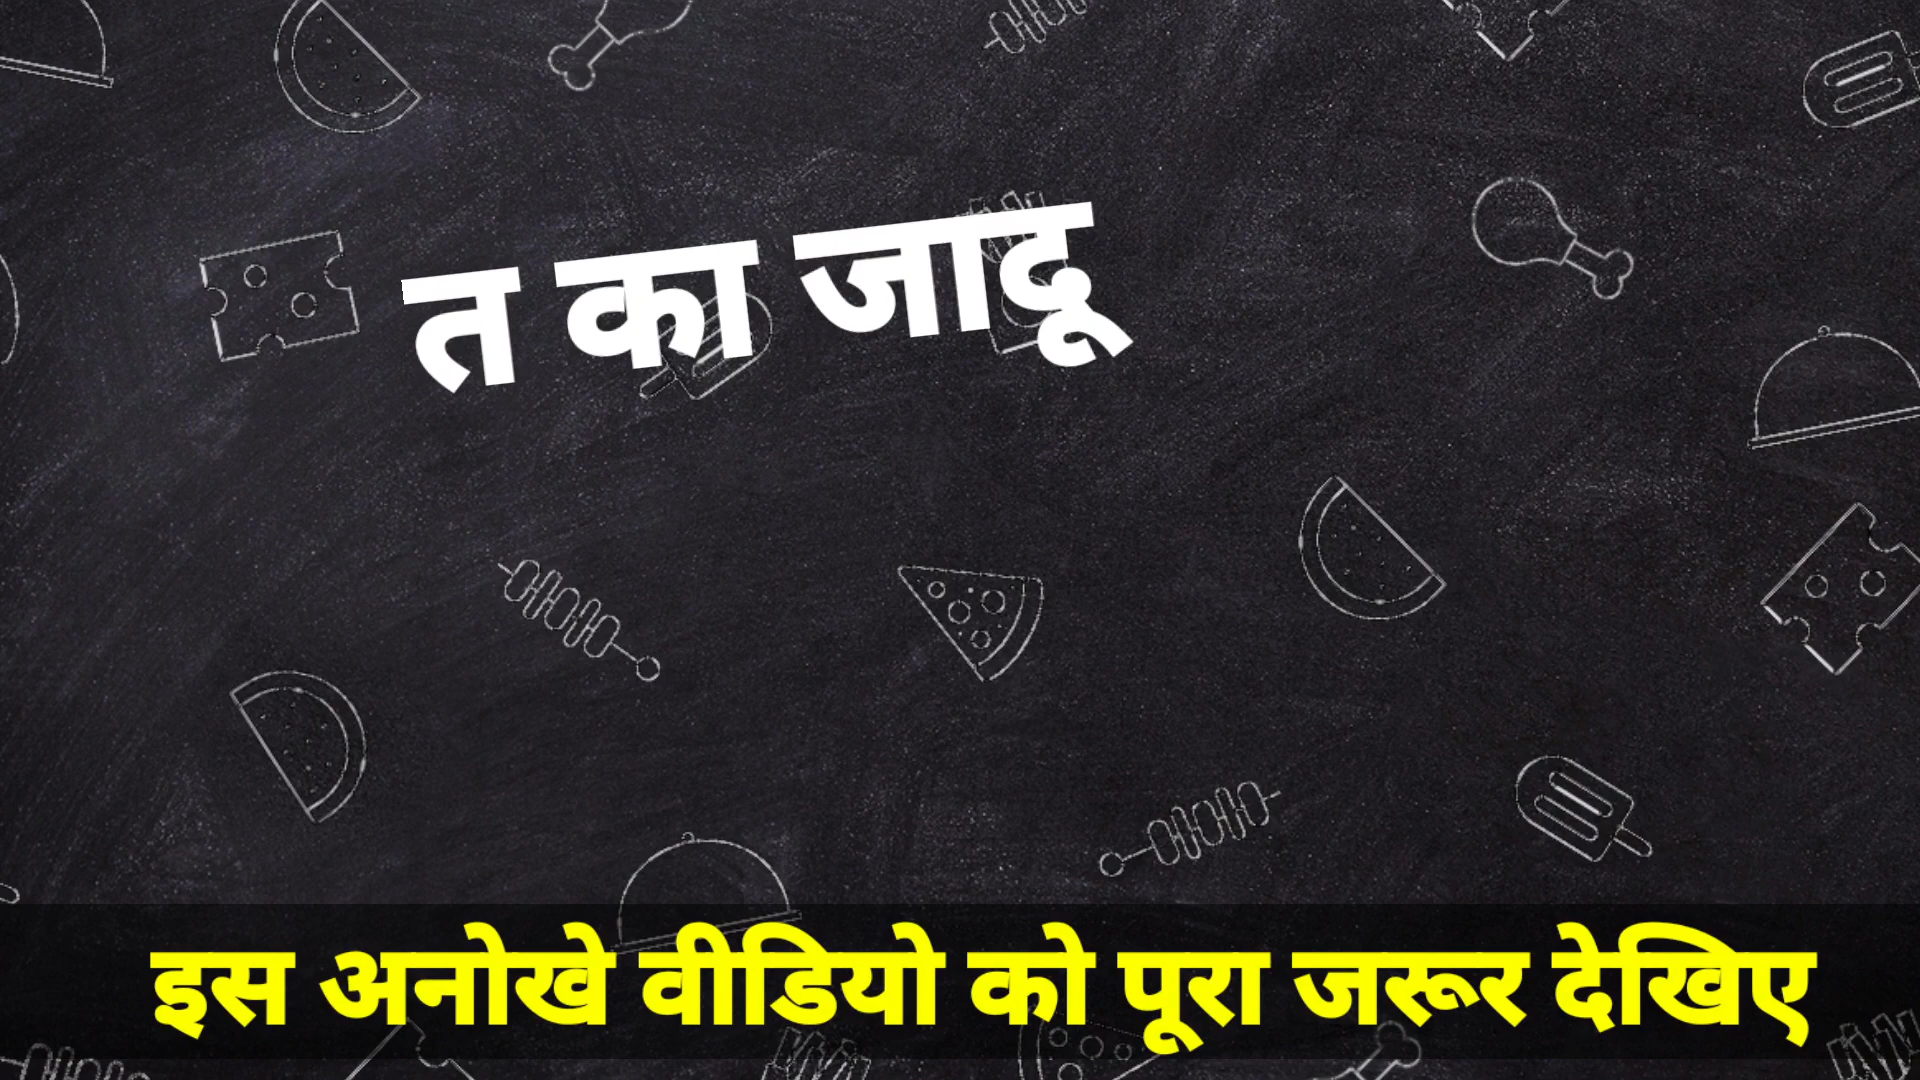 त का जादू
इस अनोखे वीडियो को पूरा जरूर देखिए